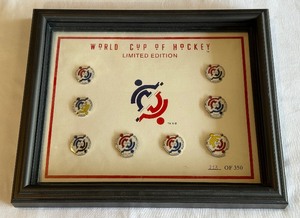 WORLD CUP OF HOCKEY
LIMITED EDITION
OF 350